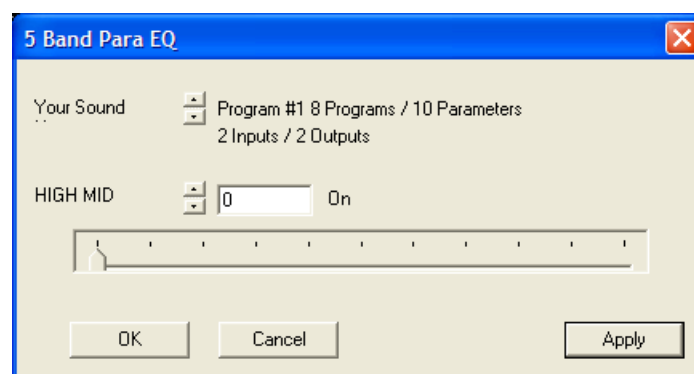 5 Band Para EQ
Your Sound
Program #1 8 Programs / 10 Parameters
2 Inputs / 2 Outputs
HIGH MID
0
On
OK
Cancel
Apply